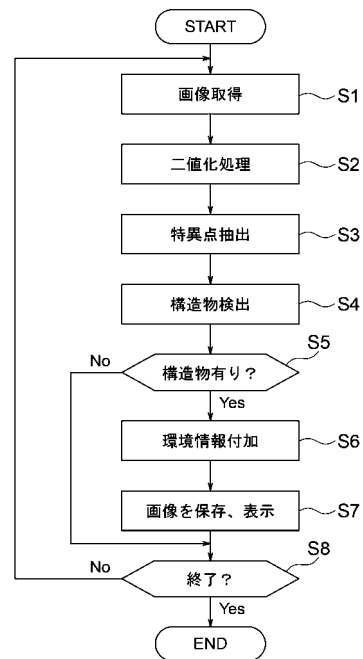 START
画像取得
S1
二値化処理
S2
特異点抽出
S3
構造物検出
S4
S5
No
構造物有り？
Yes
環境情報付加
S6
画像を保存、表示
S7
No
S8
終了？
Yes
END